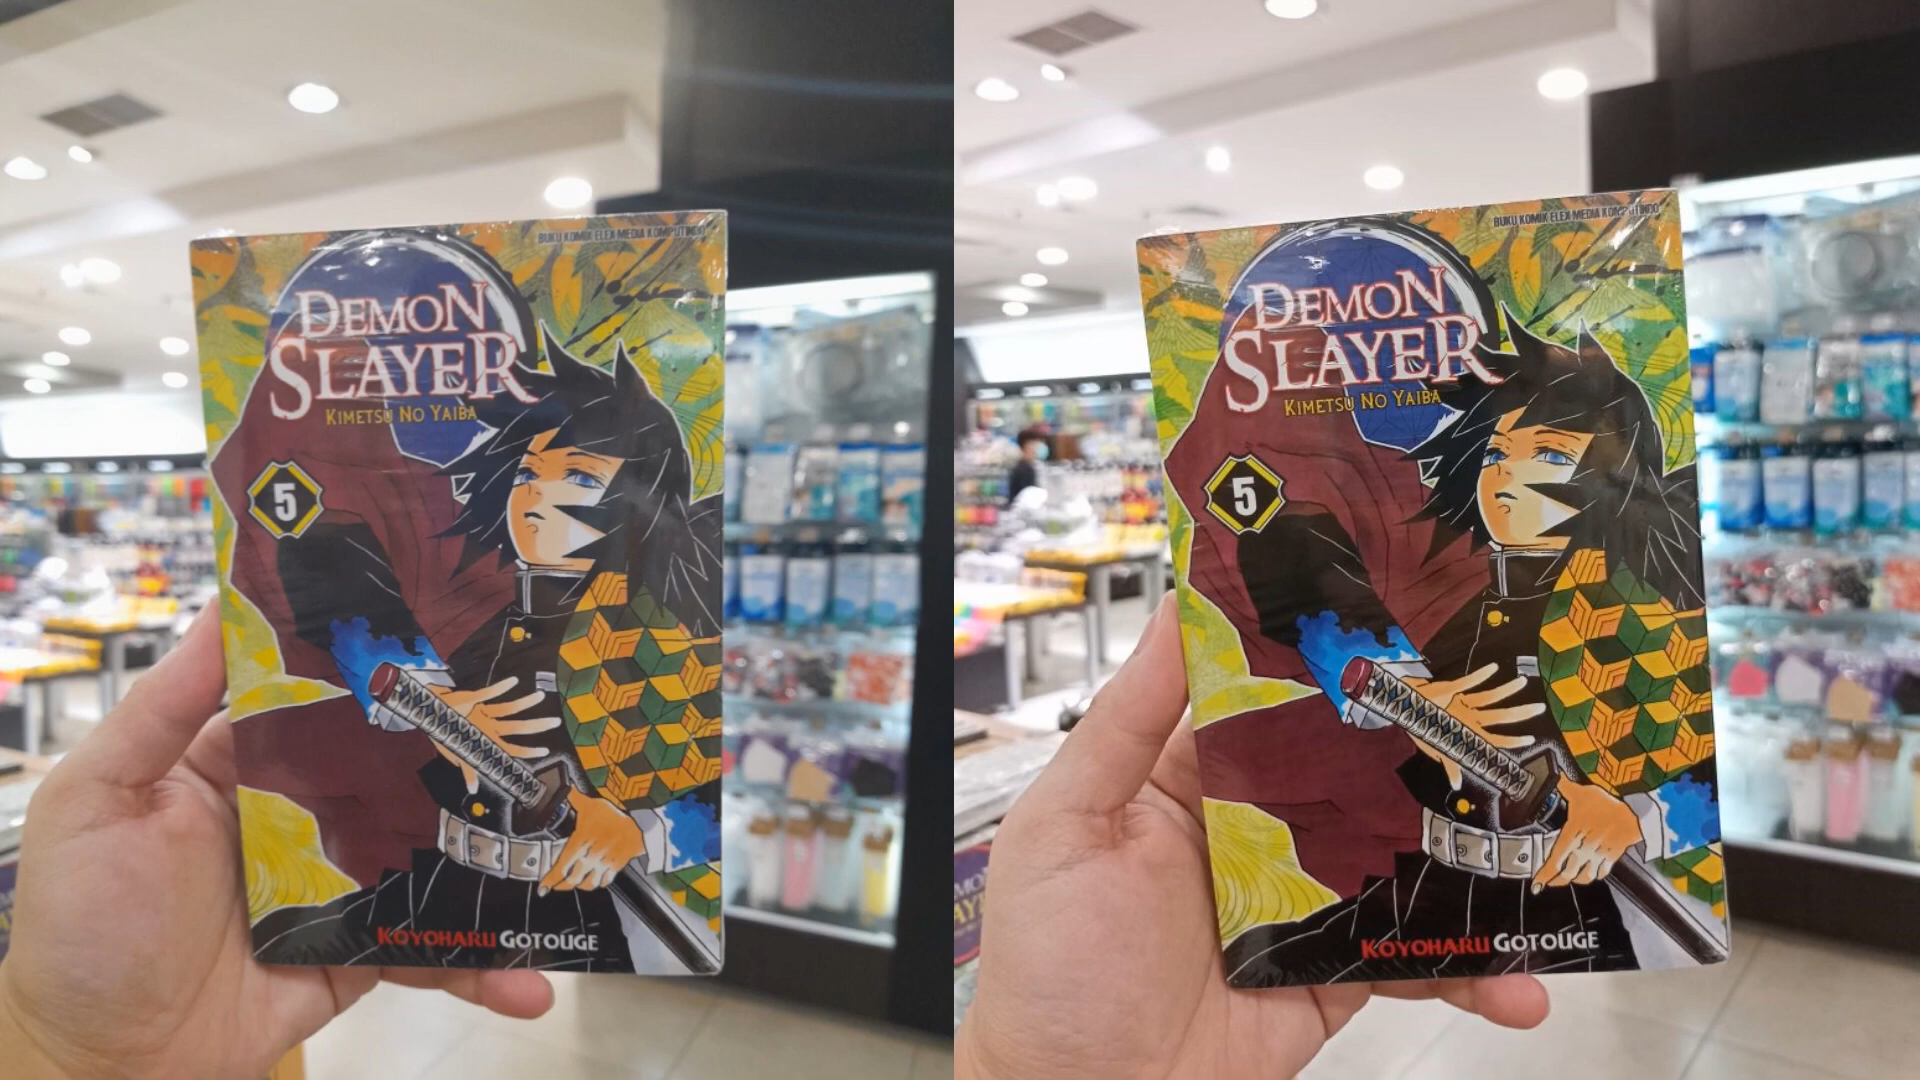 BUKU KOMIK ELEX MEDIA KOMPUTINDO
DEMON
SLAYER
KIMETSU NO YAIBA
5
KOYOHARU GOTOUGE
BUKU KOMIK ELEX MEDIA KOMPUTINDO
DEMON
SLAYER
KIMETSU NO YAIBA
5
KOYOHARU GOTOUGE